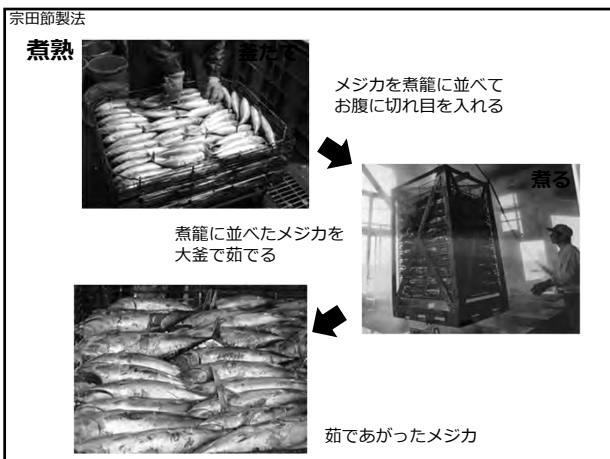 宗田節製法
煮熟
釜だて
メジカを煮籠に並べて
お腹に切れ目を入れる
煮る
煮籠に並べたメジカを
大釜で茹でる
茹であがったメジカ